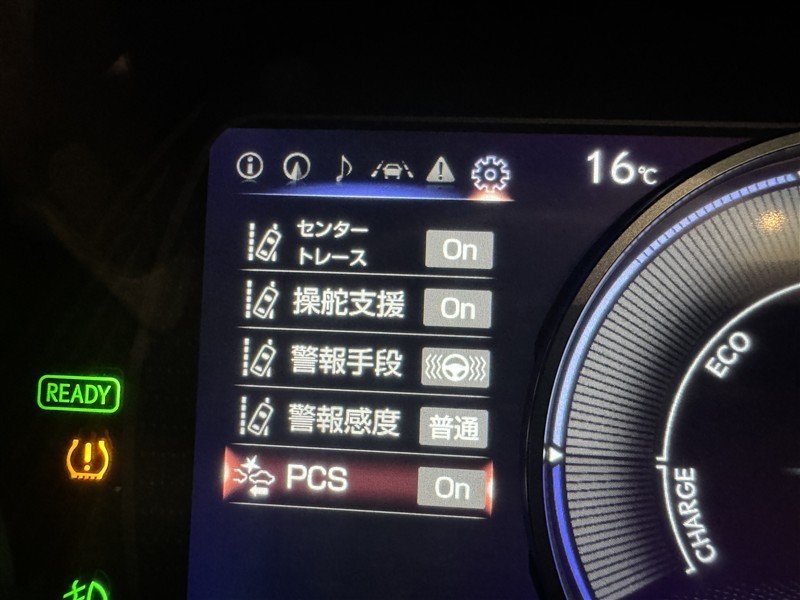 16℃
センター
トレース
On
操舵支援
On
警報手段
警報感度
普通
PCS
On
READY
ECO
CHARGE